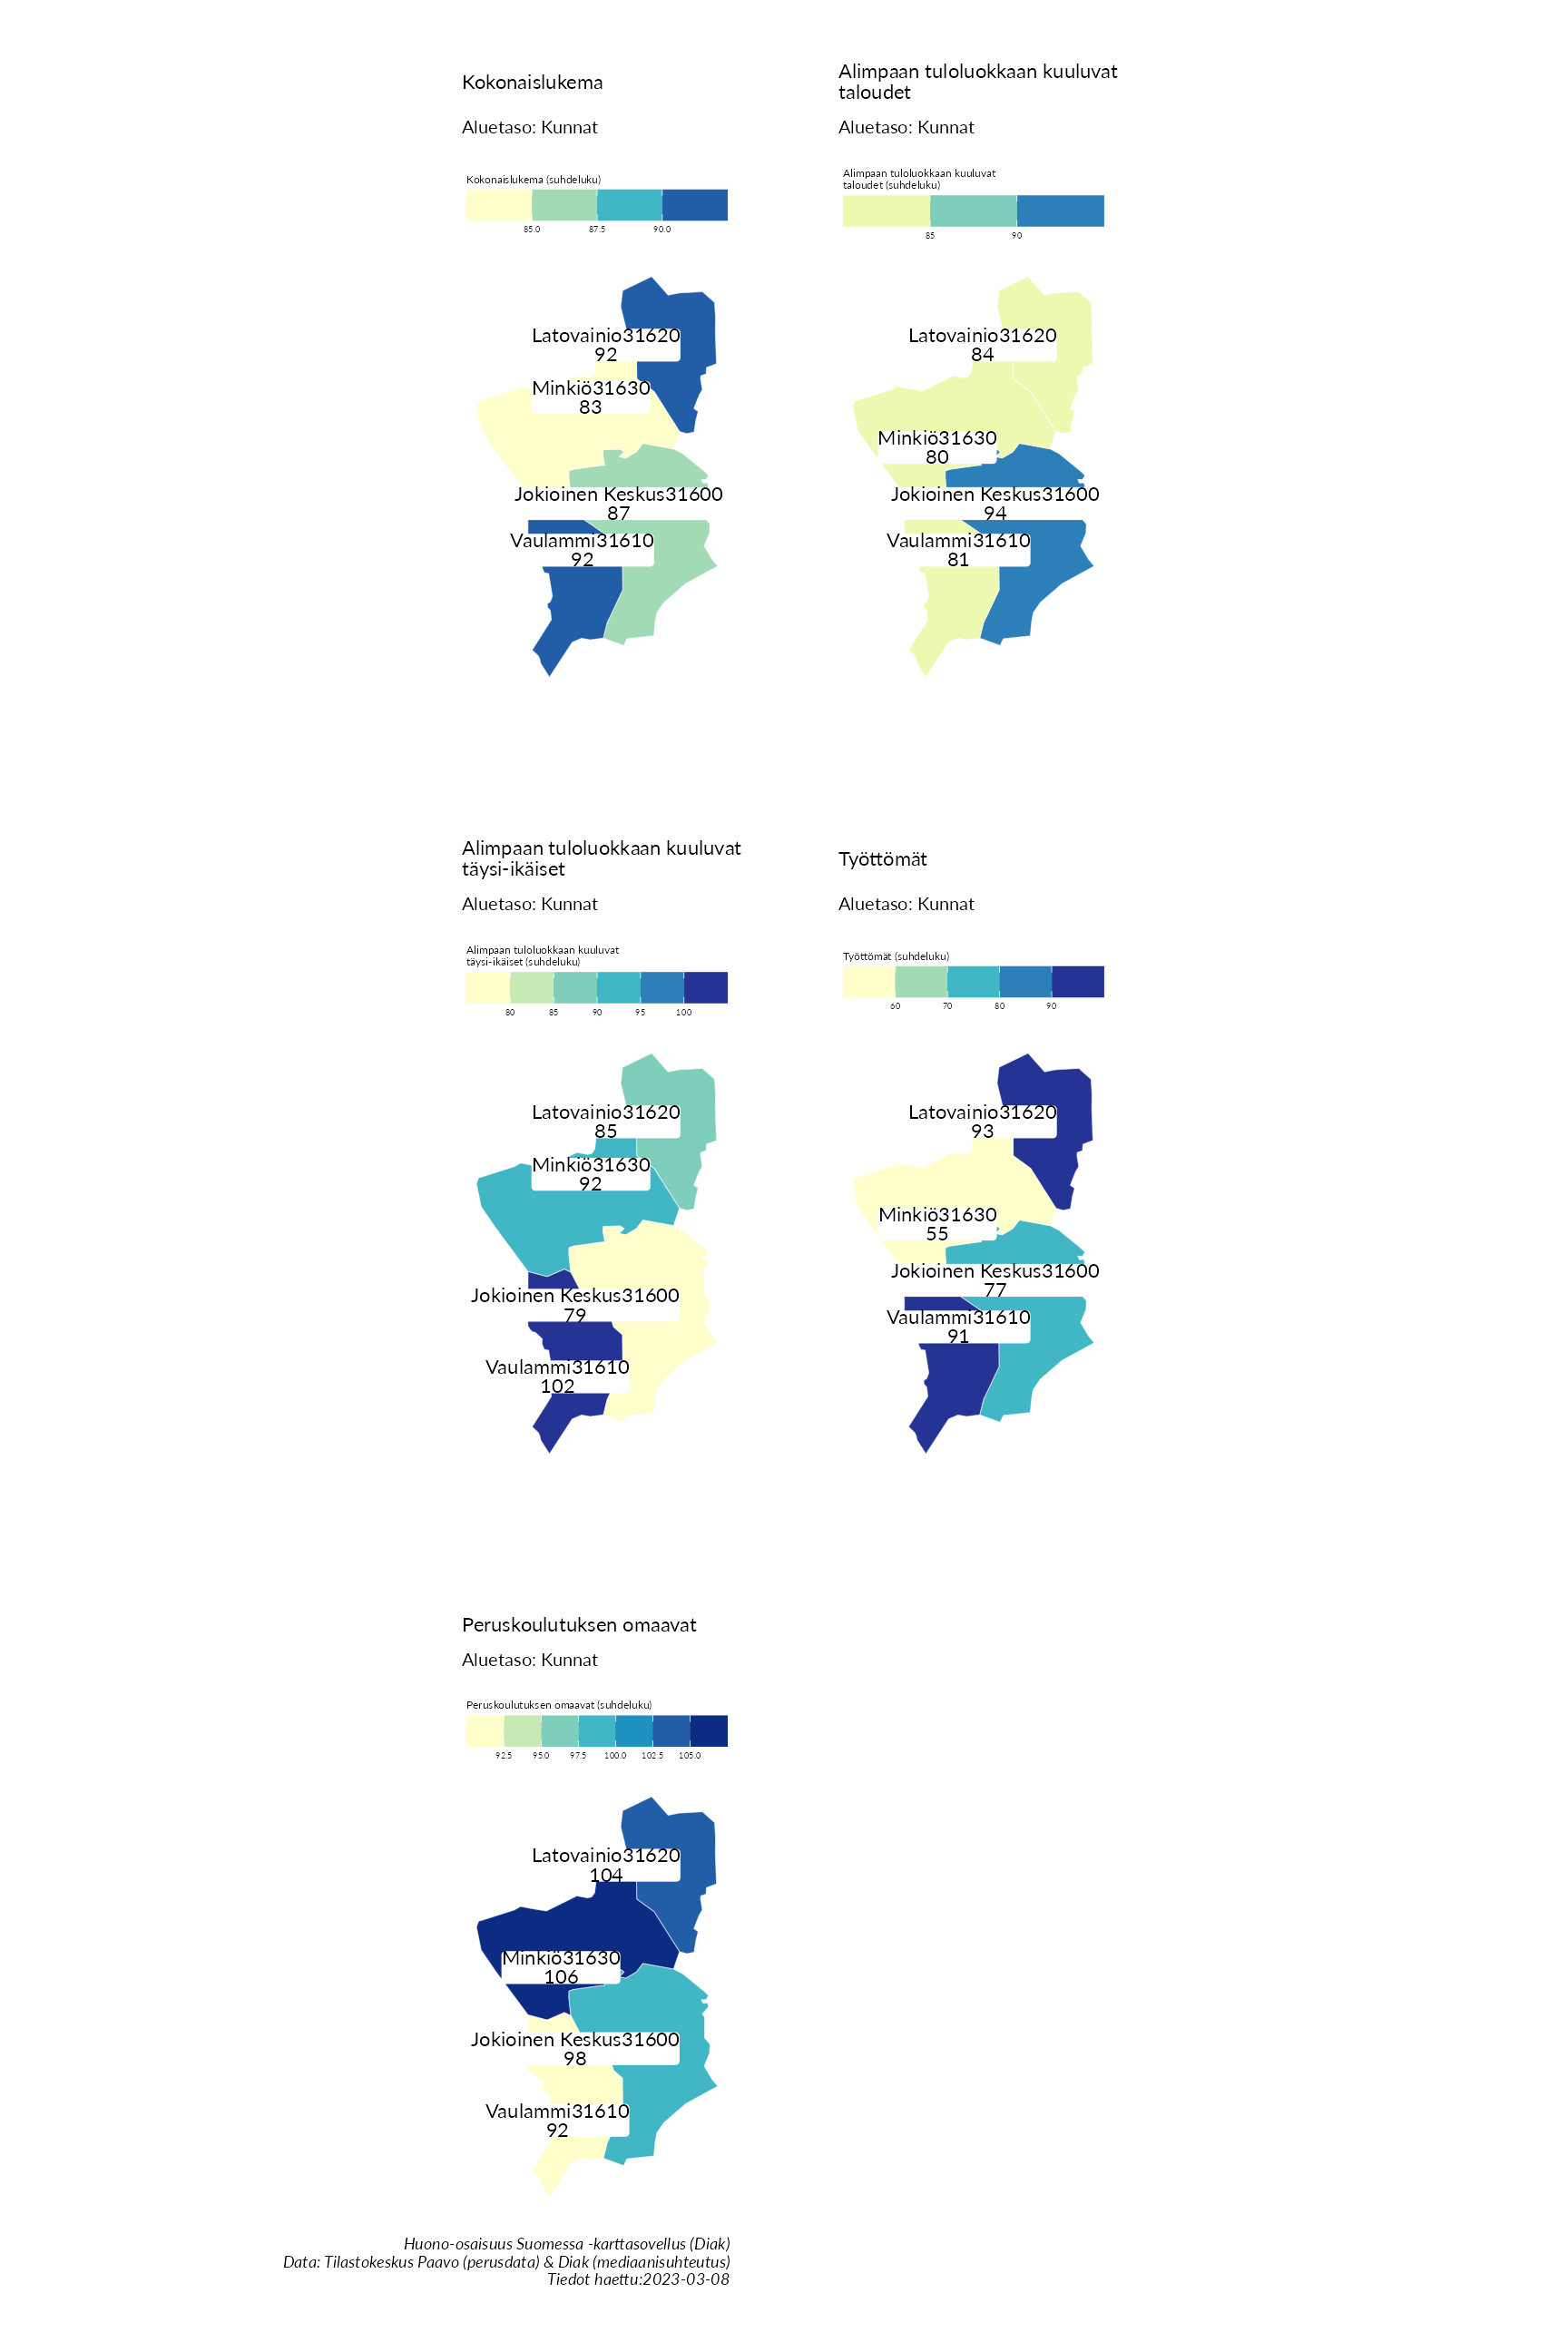 Kokonaislukema
Aluetaso: Kunnat
Kokonaislukema (suhdeluku)
85.0 87.5 90.0
Latovainio31620
92
Minkiö31630
83
Jokioinen Keskus31600
87
Vaulammi31610
92
Alimpaan tuloluokkaan kuuluvat
taloudet
Aluetaso: Kunnat
Alimpaan tuloluokkaan kuuluvat
taloudet (suhdeluku)
85 90
Latovainio31620
84
Minkiö31630
80
Jokioinen Keskus31600
94
Vaulammi31610
81
Alimpaan tuloluokkaan kuuluvat
täysi-ikäiset
Aluetaso: Kunnat
Alimpaan tuloluokkaan kuuluvat
täysi-ikäiset (suhdeluku)
80 85 90 95 100
Latovainio31620
85
Minkiö31630
92
Jokioinen Keskus31600
79
Vaulammi31610
102
Työttömät
Aluetaso: Kunnat
Työttömät (suhdeluku)
60 70 80 90
Latovainio31620
93
Minkiö31630
55
Jokioinen Keskus31600
77
Vaulammi31610
91
Peruskoulutuksen omaavat
Aluetaso: Kunnat
Peruskoulutuksen omaavat (suhdeluku)
92.5 95.0 97.5 100.0 102.5 105.0
Latovainio31620
104
Minkiö31630
106
Jokioinen Keskus31600
98
Vaulammi31610
92
Huono-osaisuus Suomessa -karttasovellus (Diak)
Data: Tilastokeskus Paavo (perusdata) & Diak (mediaanisuhteutus)
Tiedot haettu:2023-03-08